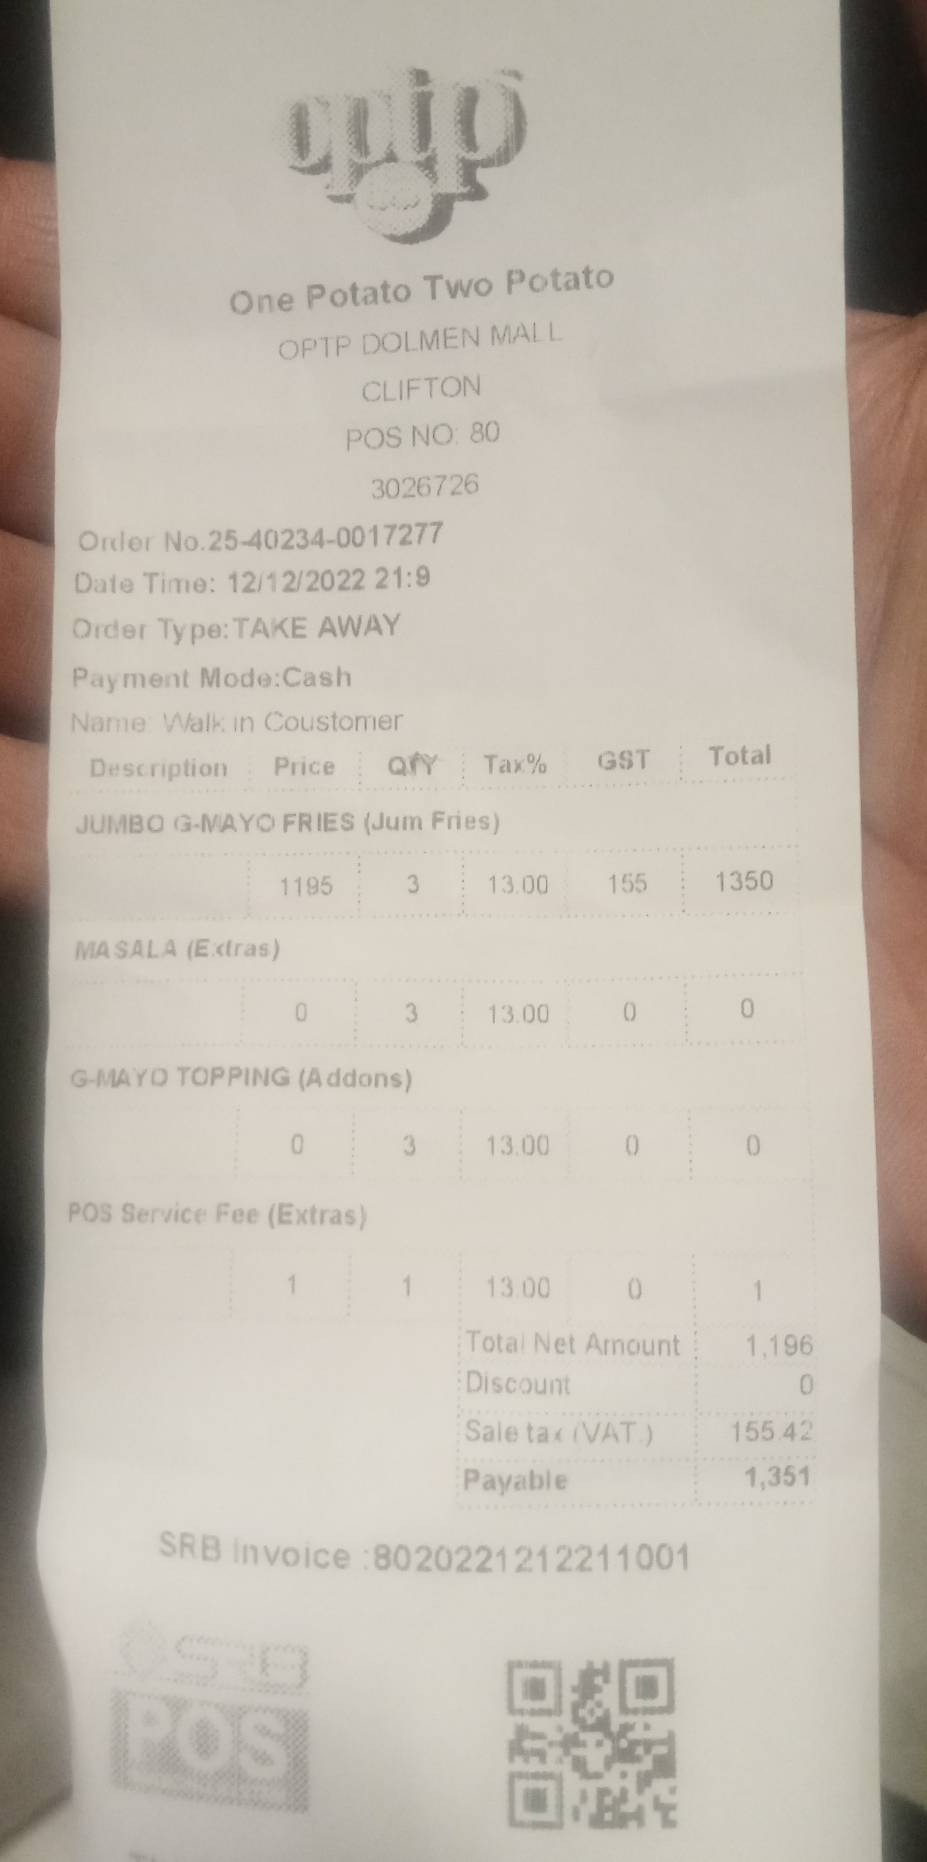 optp
One Potato Two Potato
OPTP DOLMEN MALL
CLIFTON
POS NO: 80
3026726
Order No.25-40234-0017277
Date Time: 12/12/2022 21:9
Order Type:TAKE AWAY
Payment Mode:Cash
Name: Walk in Coustomer
Description Price QTY Tax% GST Total
JUMBO G-MAYO FRIES (Jum Fries)
1195 3 13.00 155 1350
MASALA (Extras)
0 3 13.00 0 0
G-MAYO TOPPING (Addons)
0 3 13.00 0 0
POS Service Fee (Extras)
1 1 13.00 0 1
Total Net Amount 1,196
Discount 0
Sale tax (VAT.) 155.42
Payable 1,351
SRB Invoice :8020221212211001
SRB
POS